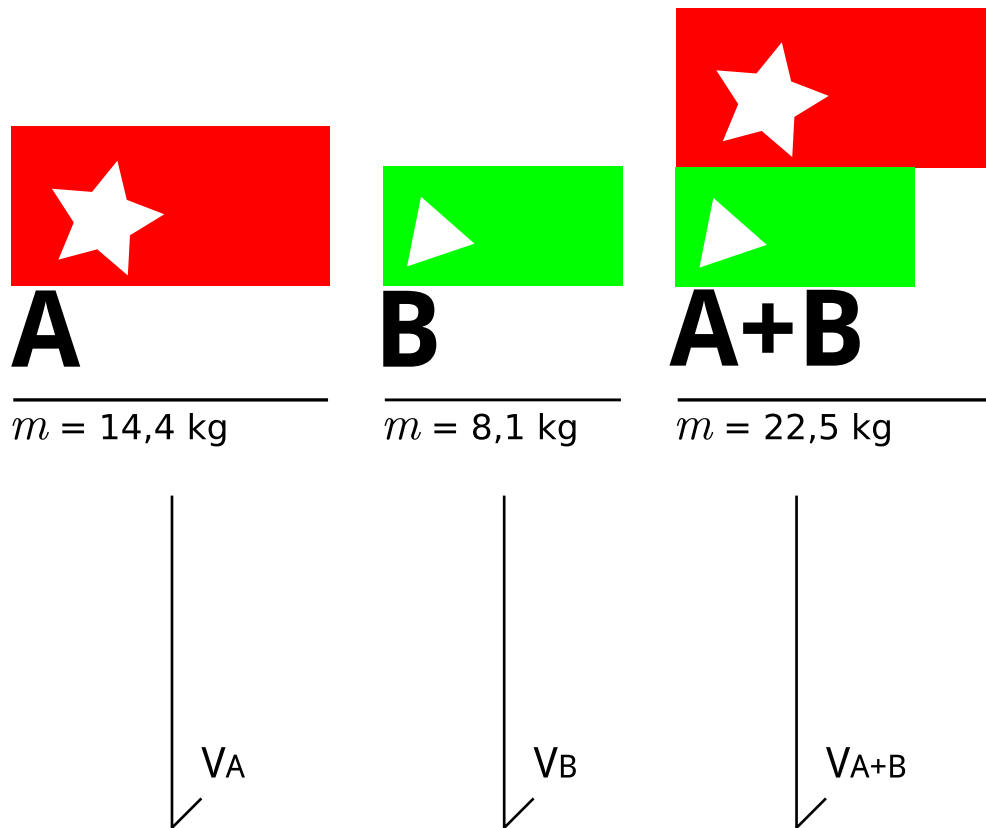 A B A+B
m = 14,4 kg m = 8,1 kg m = 22,5 kg
VA VB VA+B